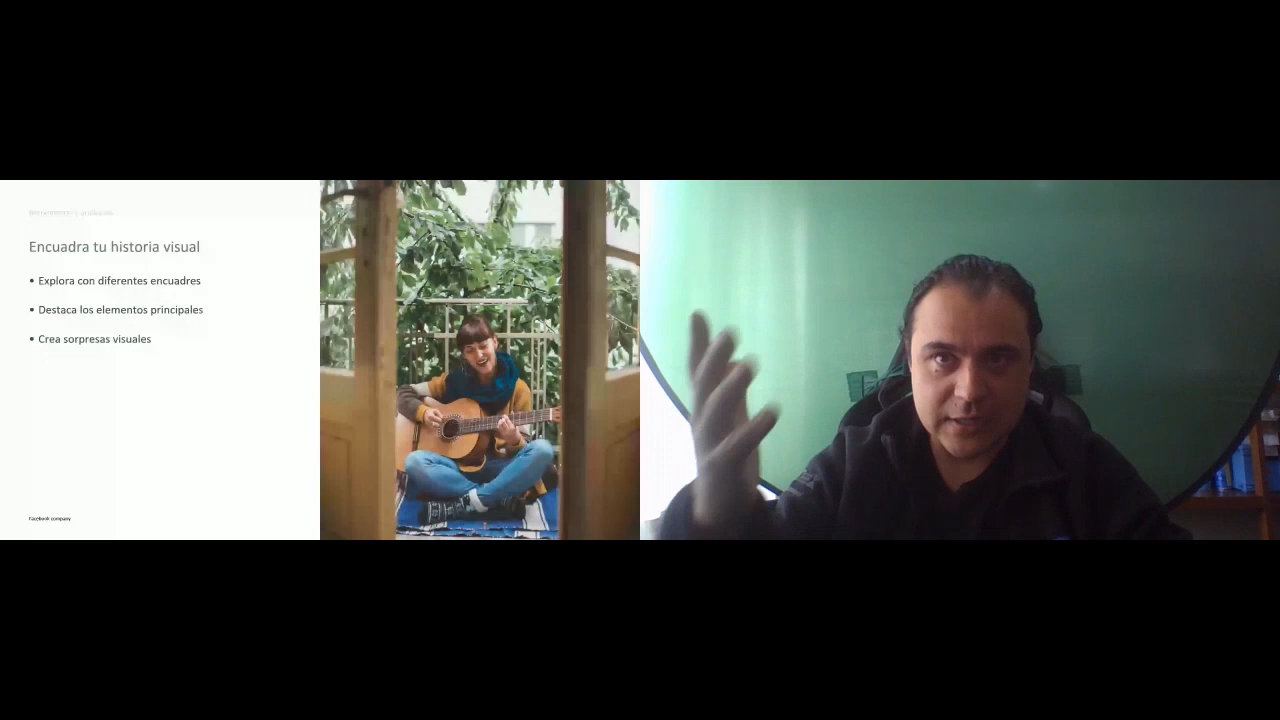 Encuadra tu historia visual
• Explora con diferentes encuadres
• Destaca los elementos principales
• Crea sorpresas visuales
Facebook company